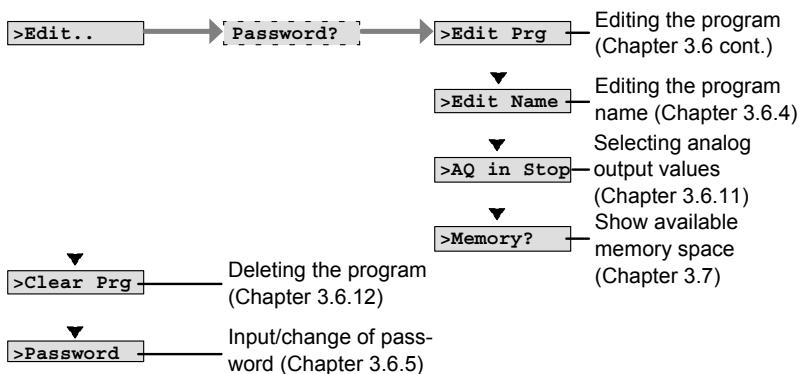 >Edit..
Password?
>Edit Prg
Editing the program
(Chapter 3.6 cont.)
>Edit Name
Editing the program
name (Chapter 3.6.4)
>AQ in Stop
Selecting analog
output values
(Chapter 3.6.11)
>Memory?
Show available
memory space
(Chapter 3.7)
>Clear Prg
Deleting the program
(Chapter 3.6.12)
>Password
Input/change of pass-
word (Chapter 3.6.5)